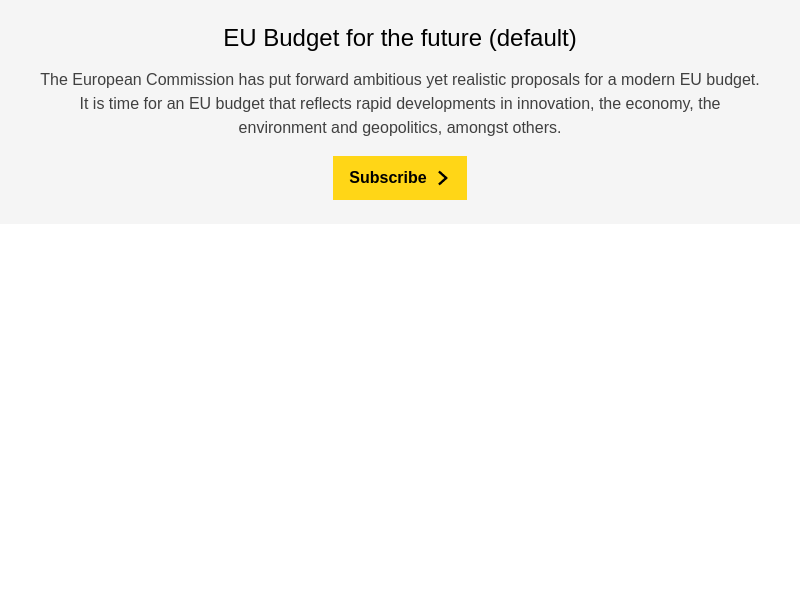 EU Budget for the future (default)
The European Commission has put forward ambitious yet realistic proposals for a modern EU budget.
It is time for an EU budget that reflects rapid developments in innovation, the economy, the
environment and geopolitics, amongst others.
Subscribe